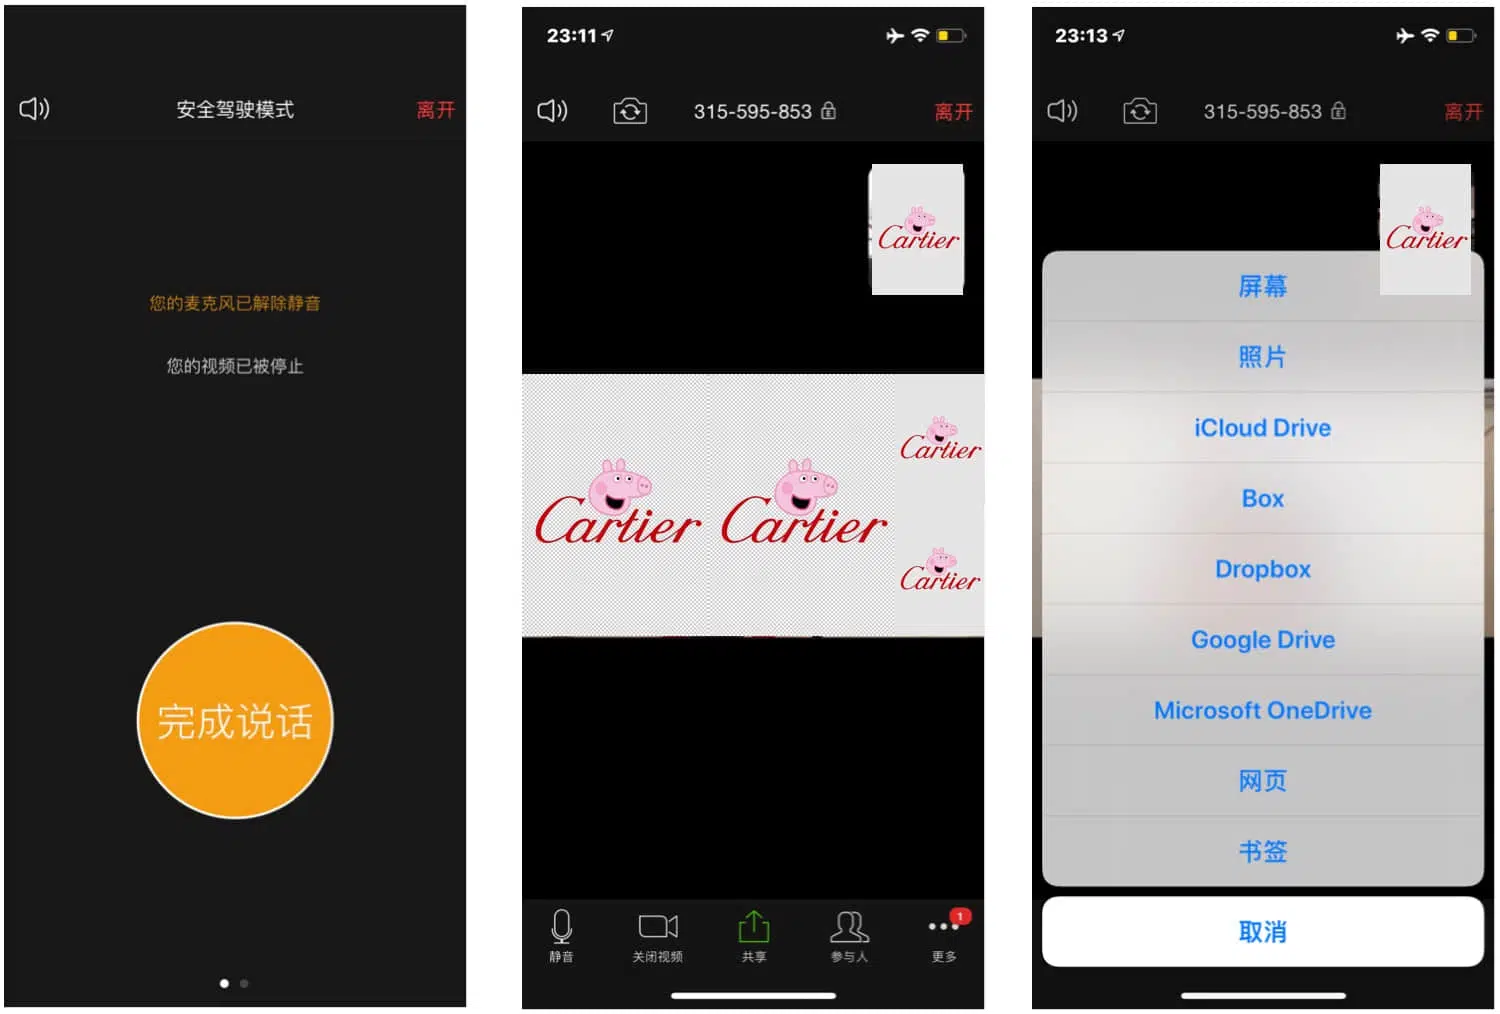 安全驾驶模式
离开
您的麦克风已解除静音
您的视频已被停止
完成说话
23:11
315-595-853
离开
Cartier
Cartier
Cartier
Cartier
Cartier
静音
关闭视频
共享
参与人
1
更多
23:13
315-595-853
离开
Cartier
屏幕
照片
iCloud Drive
Box
Dropbox
Google Drive
Microsoft OneDrive
网页
书签
取消